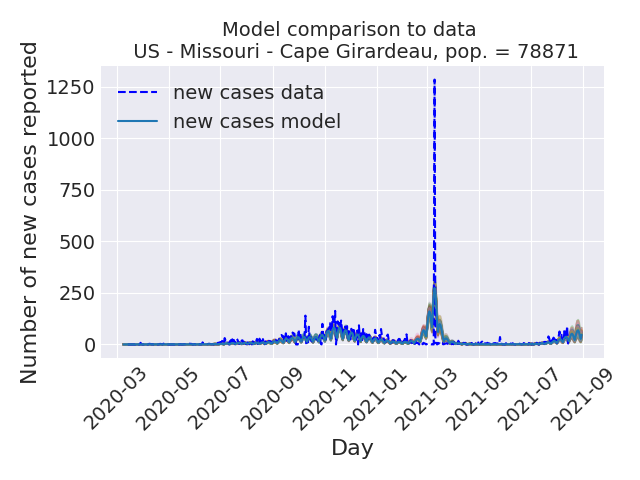 Model comparison to data
US - Missouri - Cape Girardeau, pop. = 78871
Number of new cases reported
1250
1000
750
500
250
0
new cases data
new cases model
2020-03
2020-05
2020-07
2020-09
2020-11
2021-01
2021-03
2021-05
2021-07
2021-09
Day